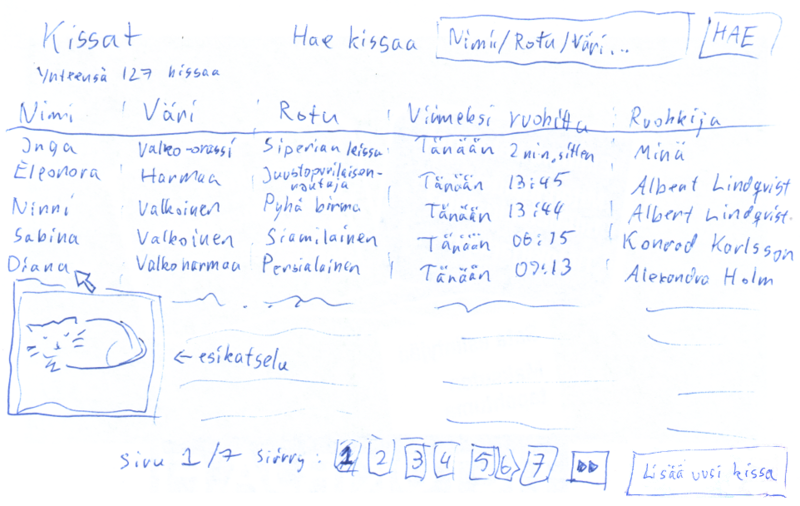 Kissat Hae kissaa Nimi/Rotu/Väri... HAE
Yhteensä 127 kissaa
Nimi Väri Rotu Viimeksi ruokittu Ruokkija
Inga Valko-oranssi Siperian kissa Tänään 2 min. sitten Minä
Eleonora Harmaa Juustopurilaisen-
noutaja Tänään 13:45 Albert Lindqvist
Ninni Valkoinen Pyhä birma Tänään 13:44 Albert Lindqvist
Sabina Valkoinen Siamilainen Tänään 06:15 Konrad Karlsson
Diana Valkoharmaa Persialainen Tänään 09:13 Alexandra Holm
← esikatselu
Sivu 1/7 Siirry: 1 2 3 4 5 6 7 Lisää uusi kissa